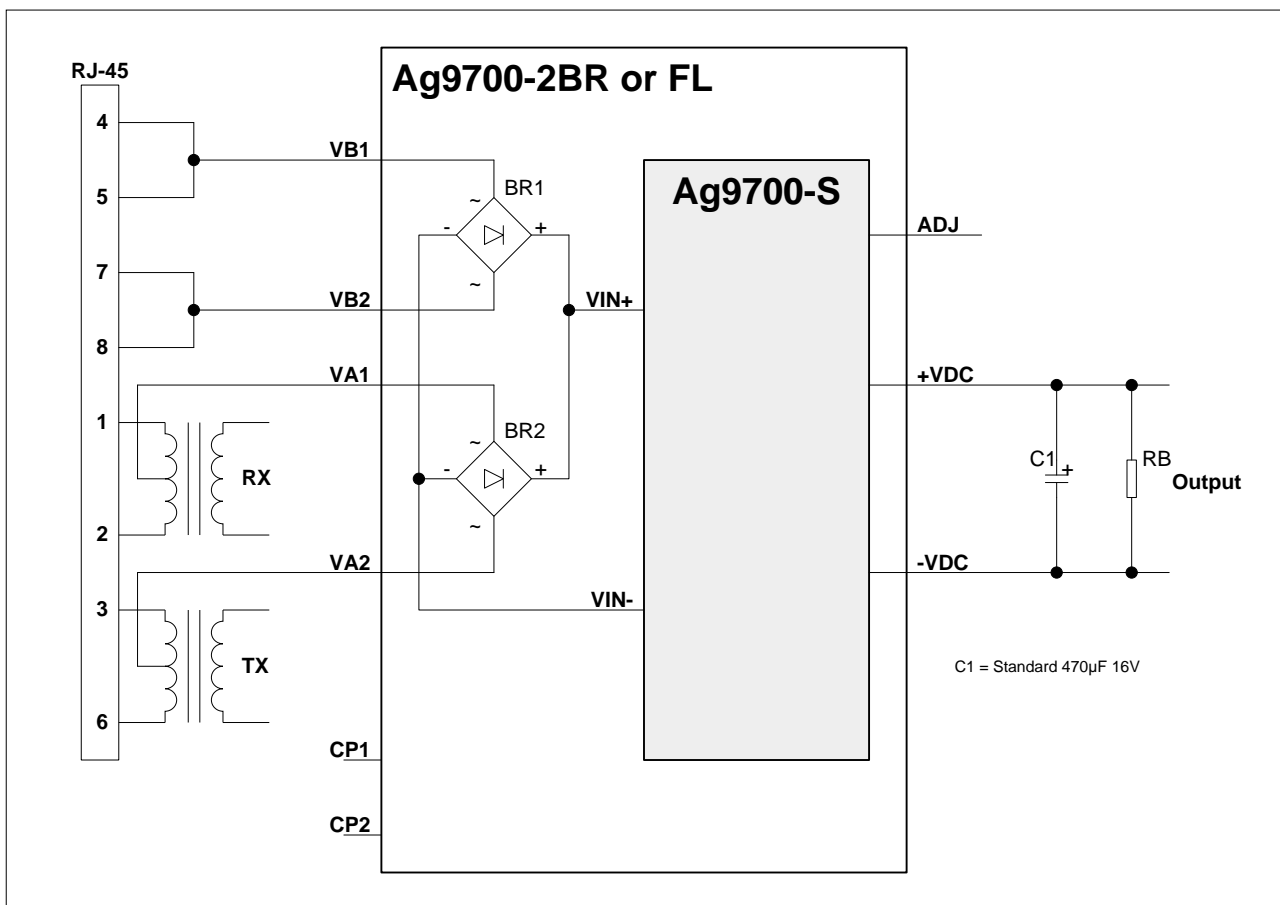 RJ-45
Ag9700-2BR or FL
4
VB1
5
BR1
~
-
+
~
Ag9700-S
ADJ
7
VB2
VIN+
8
VA1
+VDC
1
BR2
~
-
+
~
RX
C1
+
RB
Output
2
VA2
-VDC
3
VIN-
TX
C1 = Standard 470µF 16V
6
CP1
CP2